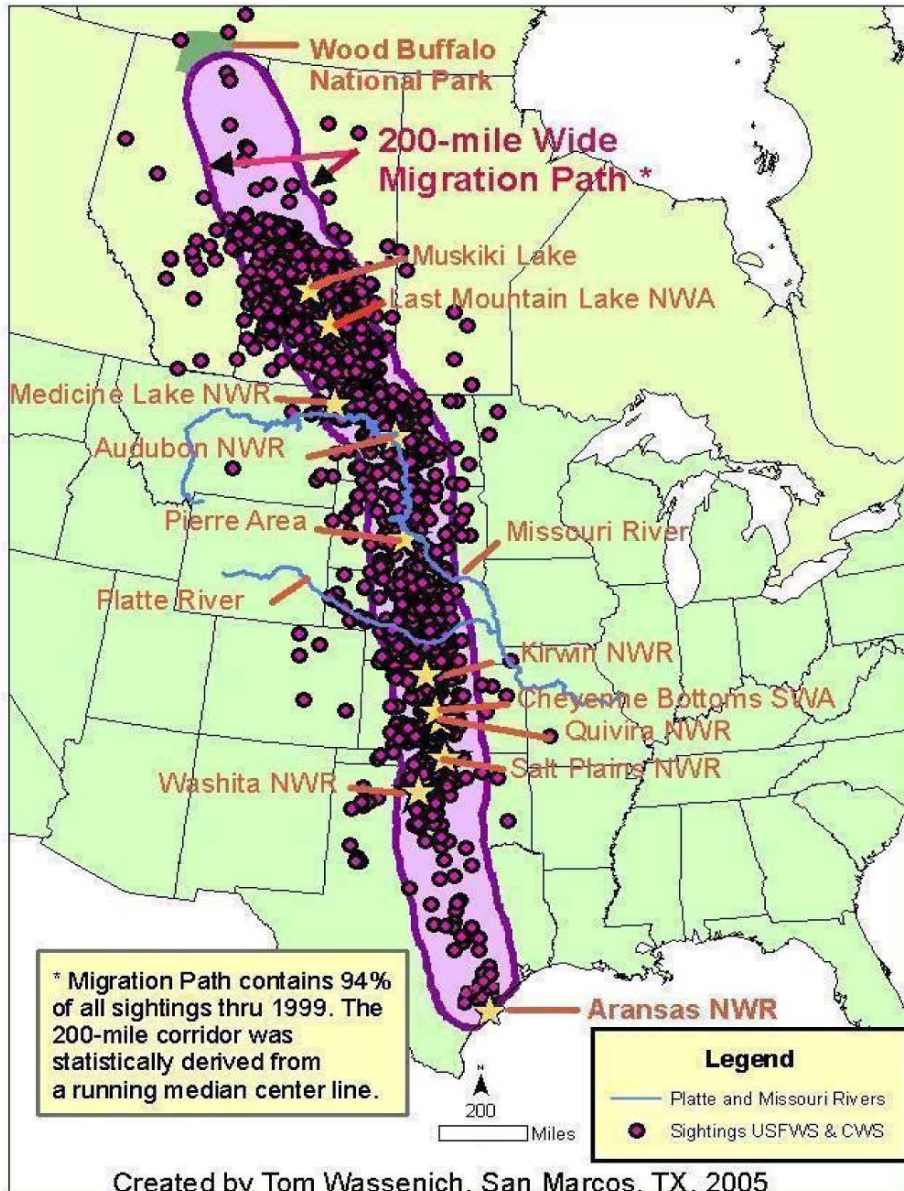 Wood Buffalo
National Park
200-mile Wide
Migration Path *
Muskiki Lake
Last Mountain Lake NWA
Medicine Lake NWR
Audubon NWR
Pierre Area
Missouri River
Platte River
Kirwin NWR
Cheyenne Bottoms SWA
Quivira NWR
Salt Plains NWR
Washita NWR
* Migration Path contains 94%
of all sightings thru 1999. The
200-mile corridor was
statistically derived from
a running median center line.
Aransas NWR
N
200
Miles
Legend
Platte and Missouri Rivers
Sightings USFWS & CWS
Created by Tom Wassenich, San Marcos, TX, 2005